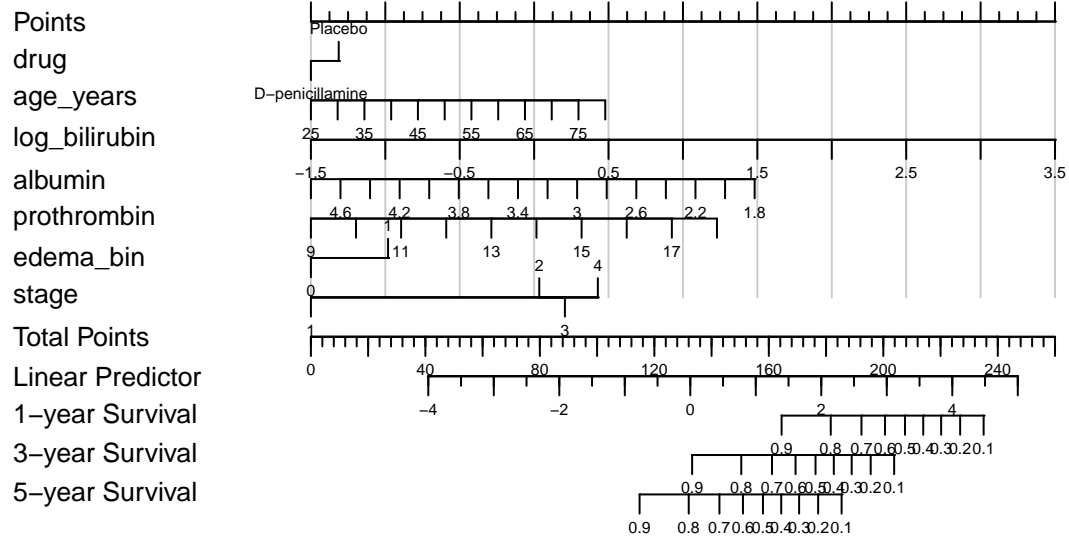 Points
Placebo
drug
D−penicillamine
age_years
25 35 45 55 65 75
log_bilirubin
−1.5 −0.5 0.5 1.5 2.5 3.5
albumin
4.6 4.2 3.8 3.4 3 2.6 2.2 1.8
prothrombin
9 11 13 15 17
1
edema_bin
0
2 4
stage
1 3
Total Points
0 40 80 120 160 200 240
Linear Predictor
−4 −2 0 2 4
1−year Survival
0.9 0.8 0.7 0.6 0.5 0.4 0.3 0.2 0.1
3−year Survival
0.9 0.8 0.7 0.6 0.5 0.4 0.3 0.2 0.1
5−year Survival
0.9 0.8 0.7 0.6 0.5 0.4 0.3 0.2 0.1